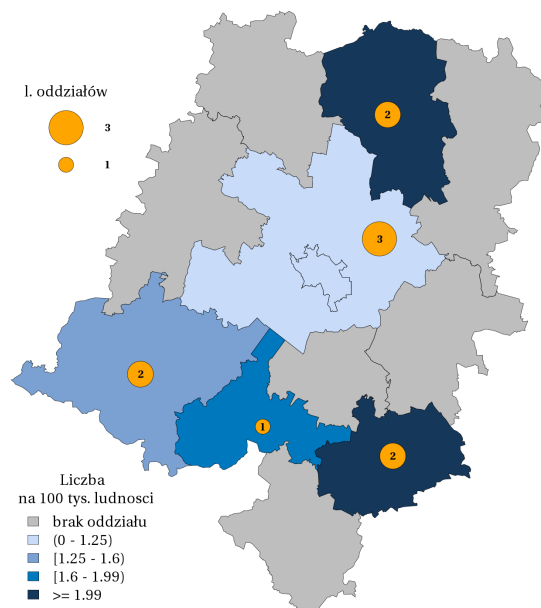 l. oddziałów
3
1
2
3
2
1
2
Liczba
na 100 tys. ludnosci
brak oddziału
(0 - 1.25)
[1.25 - 1.6)
[1.6 - 1.99)
>= 1.99